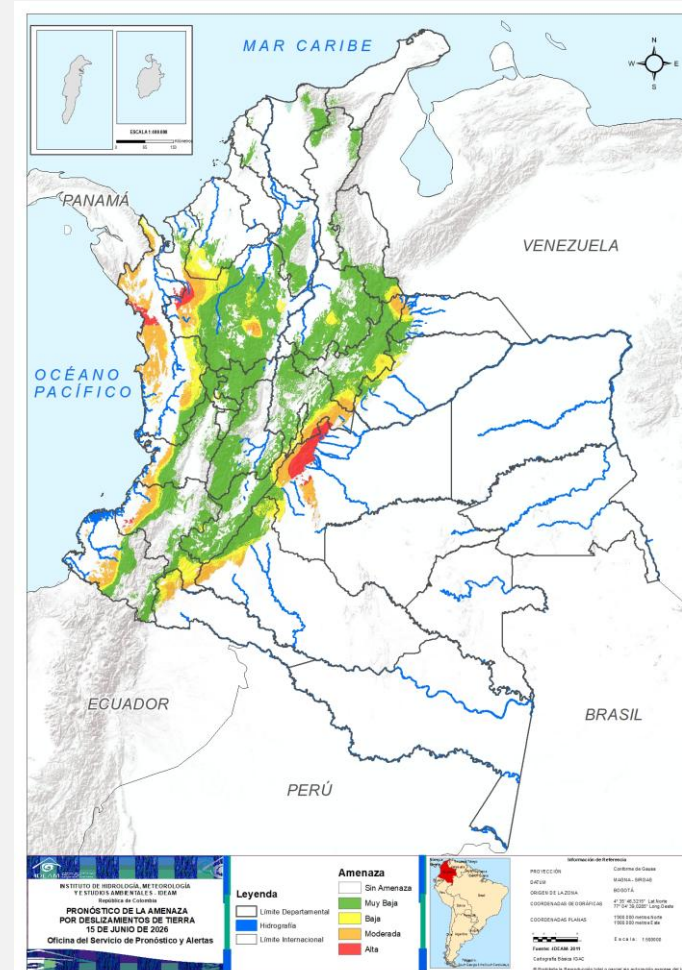 MAR CARIBE
N
W
E
S
ESCALA 1:
PANAMÁ
VENEZUELA
OCÉANO
PACÍFICO
ECUADOR
BRASIL
PERÚ
IDEAM
INSTITUTO DE HIDROLOGÍA, METEOROLOGÍA
Y ESTUDIOS AMBIENTALES - IDEAM
República de Colombia
PRONÓSTICO DE LA AMENAZA
POR DESLIZAMIENTOS DE TIERRA
15 DE JUNIO DE 2026
Oficina del Servicio de Pronóstico y Alertas
Leyenda
Límite Departamental
Hidrografía
Límite Internacional
Amenaza
Sin Amenaza
Muy Baja
Baja
Moderada
Alta
Información de Referencia
PROYECCIÓN Conforme de Gauss
DATUM MAGNA - SIRGAS
ORIGEN DE LA ZONA BOGOTÁ
COORDENADAS GEOGRÁFICAS
COORDENADAS PLANAS
Escala:
Fuente: IDEAM 2011
Cartografía Básica IGAC